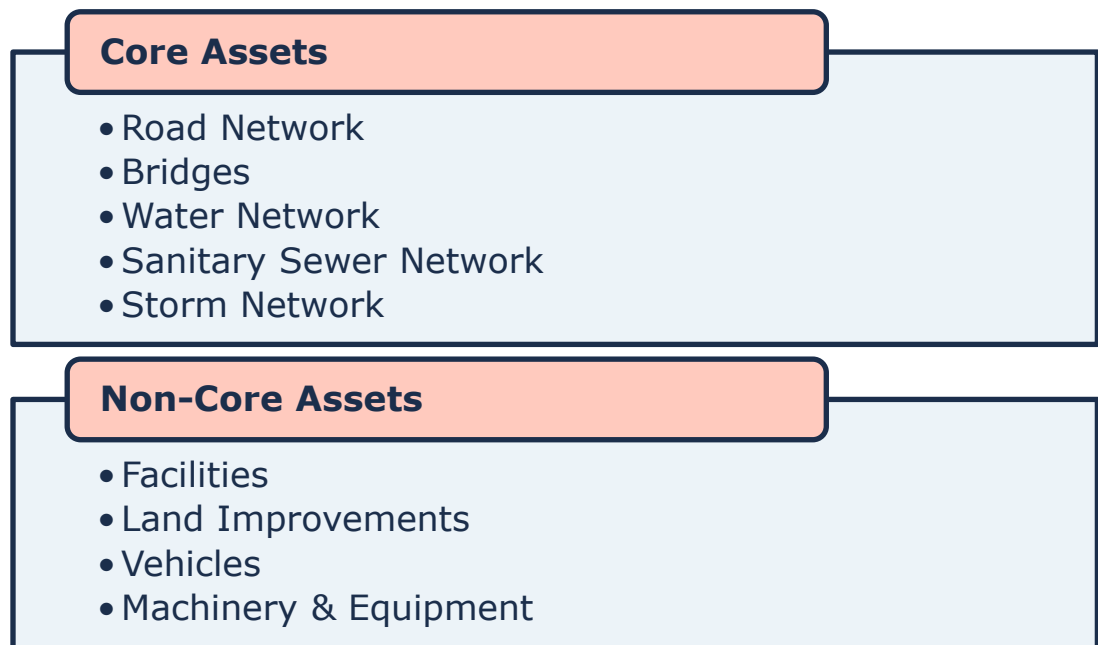 Core Assets
• Road Network
• Bridges
• Water Network
• Sanitary Sewer Network
• Storm Network
Non-Core Assets
• Facilities
• Land Improvements
• Vehicles
• Machinery & Equipment